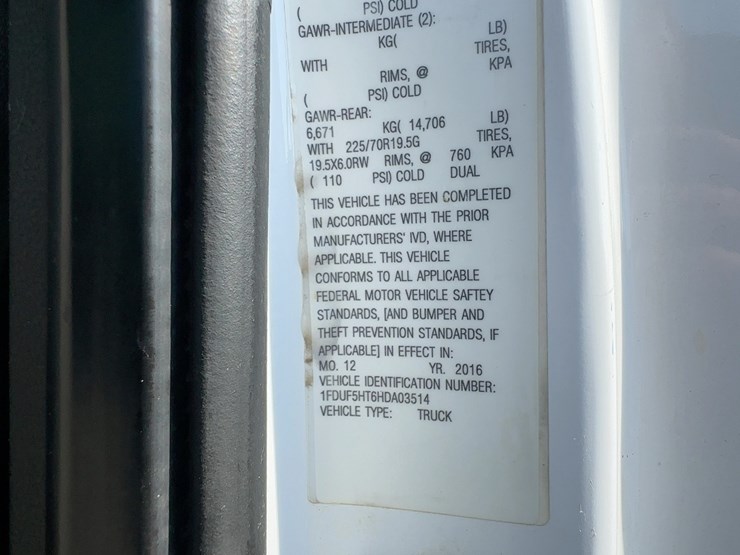 ( PSI) COLD
GAWR-INTERMEDIATE (2):
KG( LB)
WITH TIRES,
RIMS, @ KPA
( PSI) COLD
GAWR-REAR:
6,671 KG( 14,706 LB)
WITH 225/70R19.5G TIRES,
19.5X6.0RW RIMS, @ 760 KPA
( 110 PSI) COLD DUAL
THIS VEHICLE HAS BEEN COMPLETED
IN ACCORDANCE WITH THE PRIOR
MANUFACTURERS' IVD, WHERE
APPLICABLE. THIS VEHICLE
CONFORMS TO ALL APPLICABLE
FEDERAL MOTOR VEHICLE SAFTEY
STANDARDS, [AND BUMPER AND
THEFT PREVENTION STANDARDS, IF
APPLICABLE] IN EFFECT IN:
MO. 12 YR. 2016
VEHICLE IDENTIFICATION NUMBER:
1FDUF5HT6HDA03514
VEHICLE TYPE: TRUCK